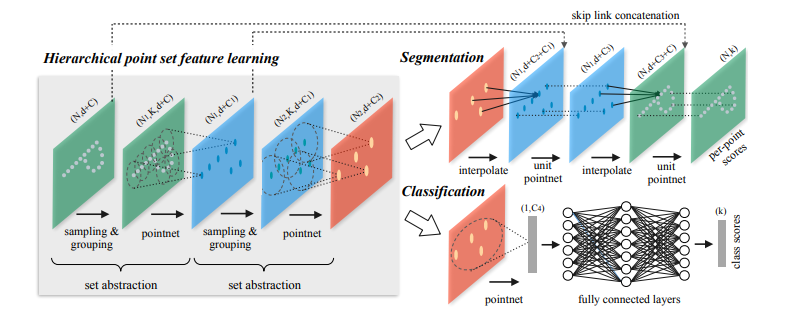 skip link concatenation
Hierarchical point set feature learning
Segmentation
(N,d+C)
(N1,K,d+C)
(N1,d+C1)
(N2,K,d+C1)
(N2,d+C2)
(N1,d+C2+C1)
(N1,d+C3)
(N,d+C3+C)
(N,k)
interpolate
unit
pointnet
interpolate
unit
pointnet
per-point
scores
Classification
(1,C4)
(k)
class scores
sampling &
grouping
pointnet
sampling &
grouping
pointnet
set abstraction
set abstraction
pointnet
fully connected layers